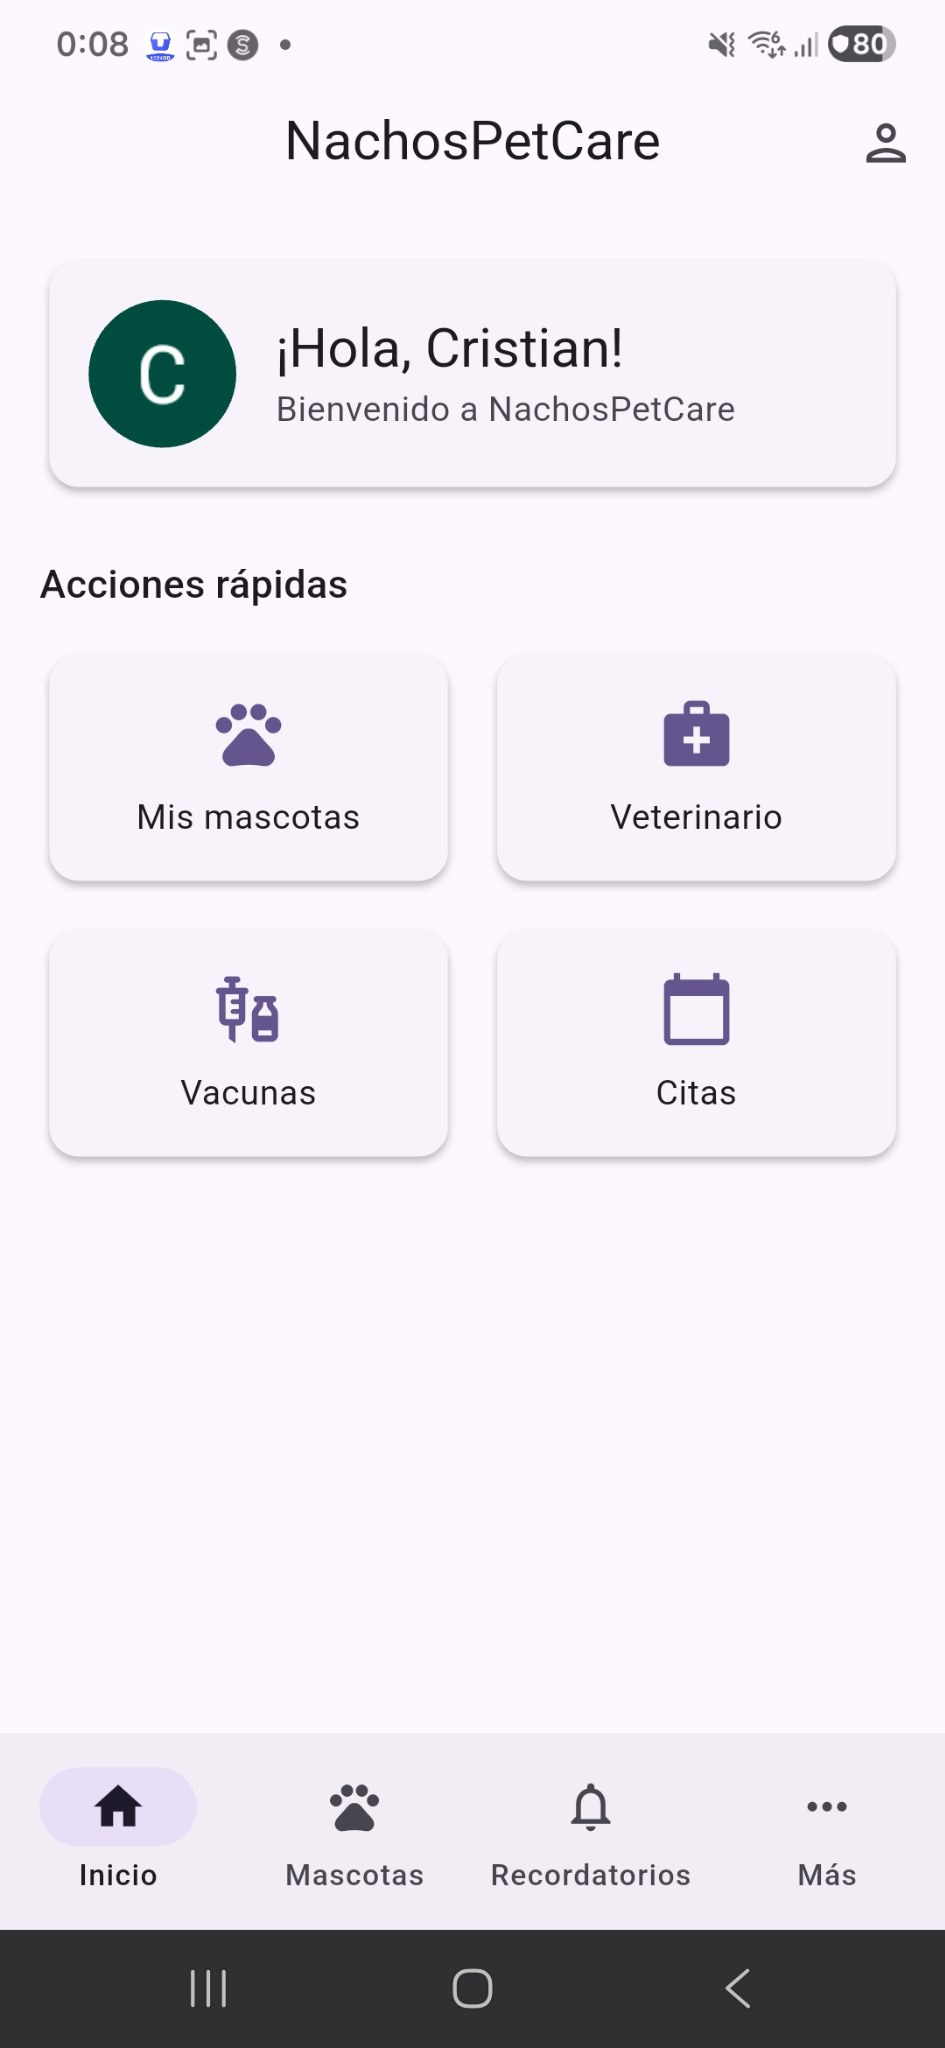 0:08
80
NachosPetCare
C
¡Hola, Cristian!
Bienvenido a NachosPetCare
Acciones rápidas
Mis mascotas
Veterinario
Vacunas
Citas
Inicio
Mascotas
Recordatorios
Más